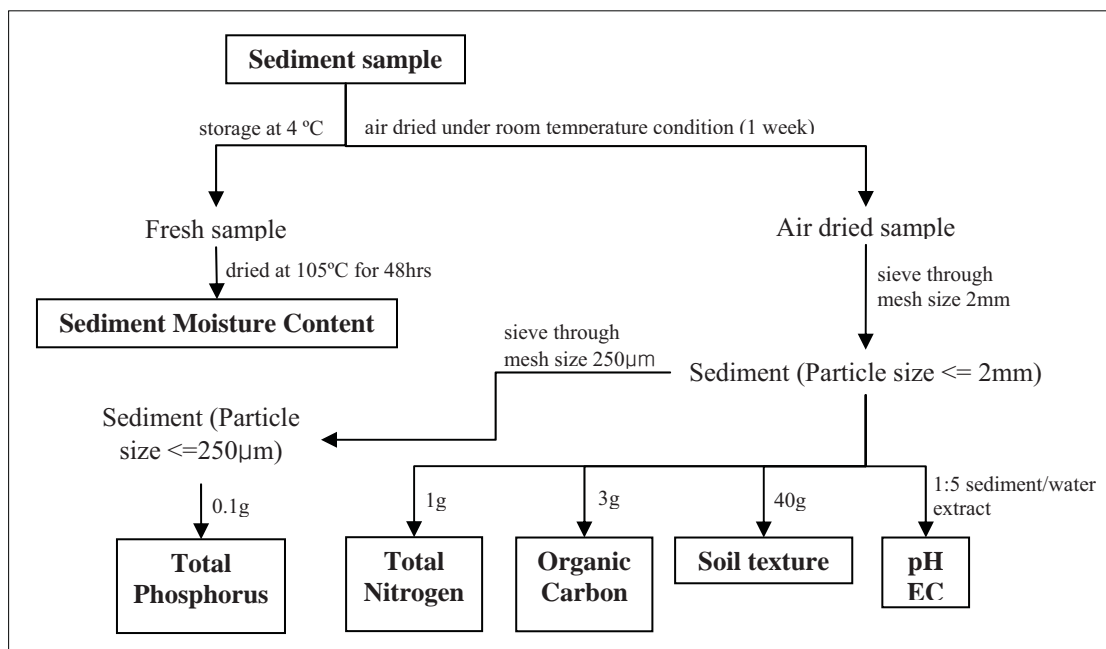 Sediment sample
storage at 4 ºC
air dried under room temperature condition (1 week)
Fresh sample
Air dried sample
dried at 105ºC for 48hrs
sieve through
mesh size 2mm
Sediment Moisture Content
sieve through
mesh size 250µm
Sediment (Particle size <= 2mm)
Sediment (Particle
size <=250µm)
0.1g
1g
3g
40g
1:5 sediment/water
extract
Total
Phosphorus
Total
Nitrogen
Organic
Carbon
Soil texture
pH
EC